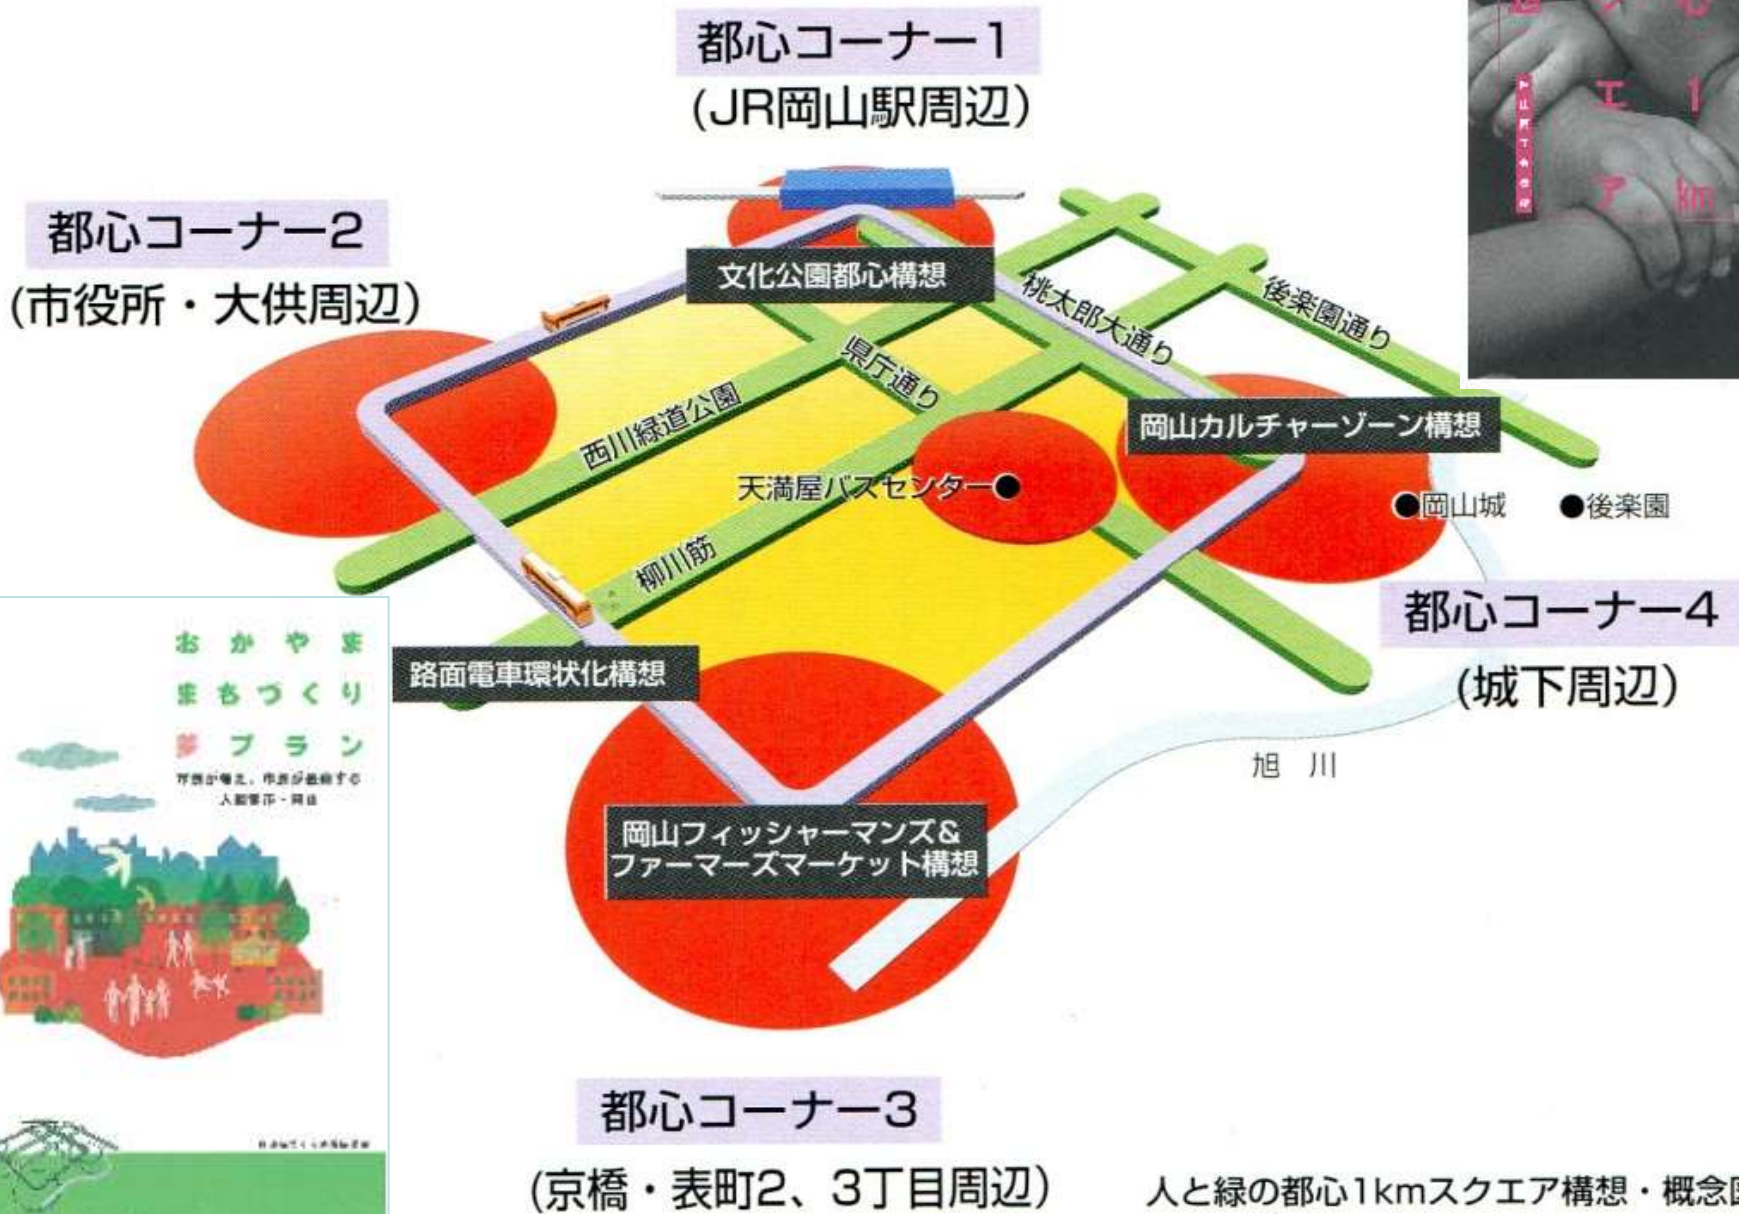 都心コーナー1
(JR岡山駅周辺)
都心コーナー2
(市役所・大供周辺)
エ 1
ア km
文化公園都心構想
桃太郎大通り
後楽園通り
県庁通り
西川緑道公園
岡山カルチャーゾーン構想
天満屋バスセンター
岡山城
後楽園
柳川筋
都心コーナー4
(城下周辺)
路面電車環状化構想
旭 川
おかやま
まちづくり
夢プラン
岡山フィッシャーマンズ&
ファーマーズマーケット構想
都心コーナー3
(京橋・表町2、3丁目周辺)
人と緑の都心1kmスクエア構想・概念図